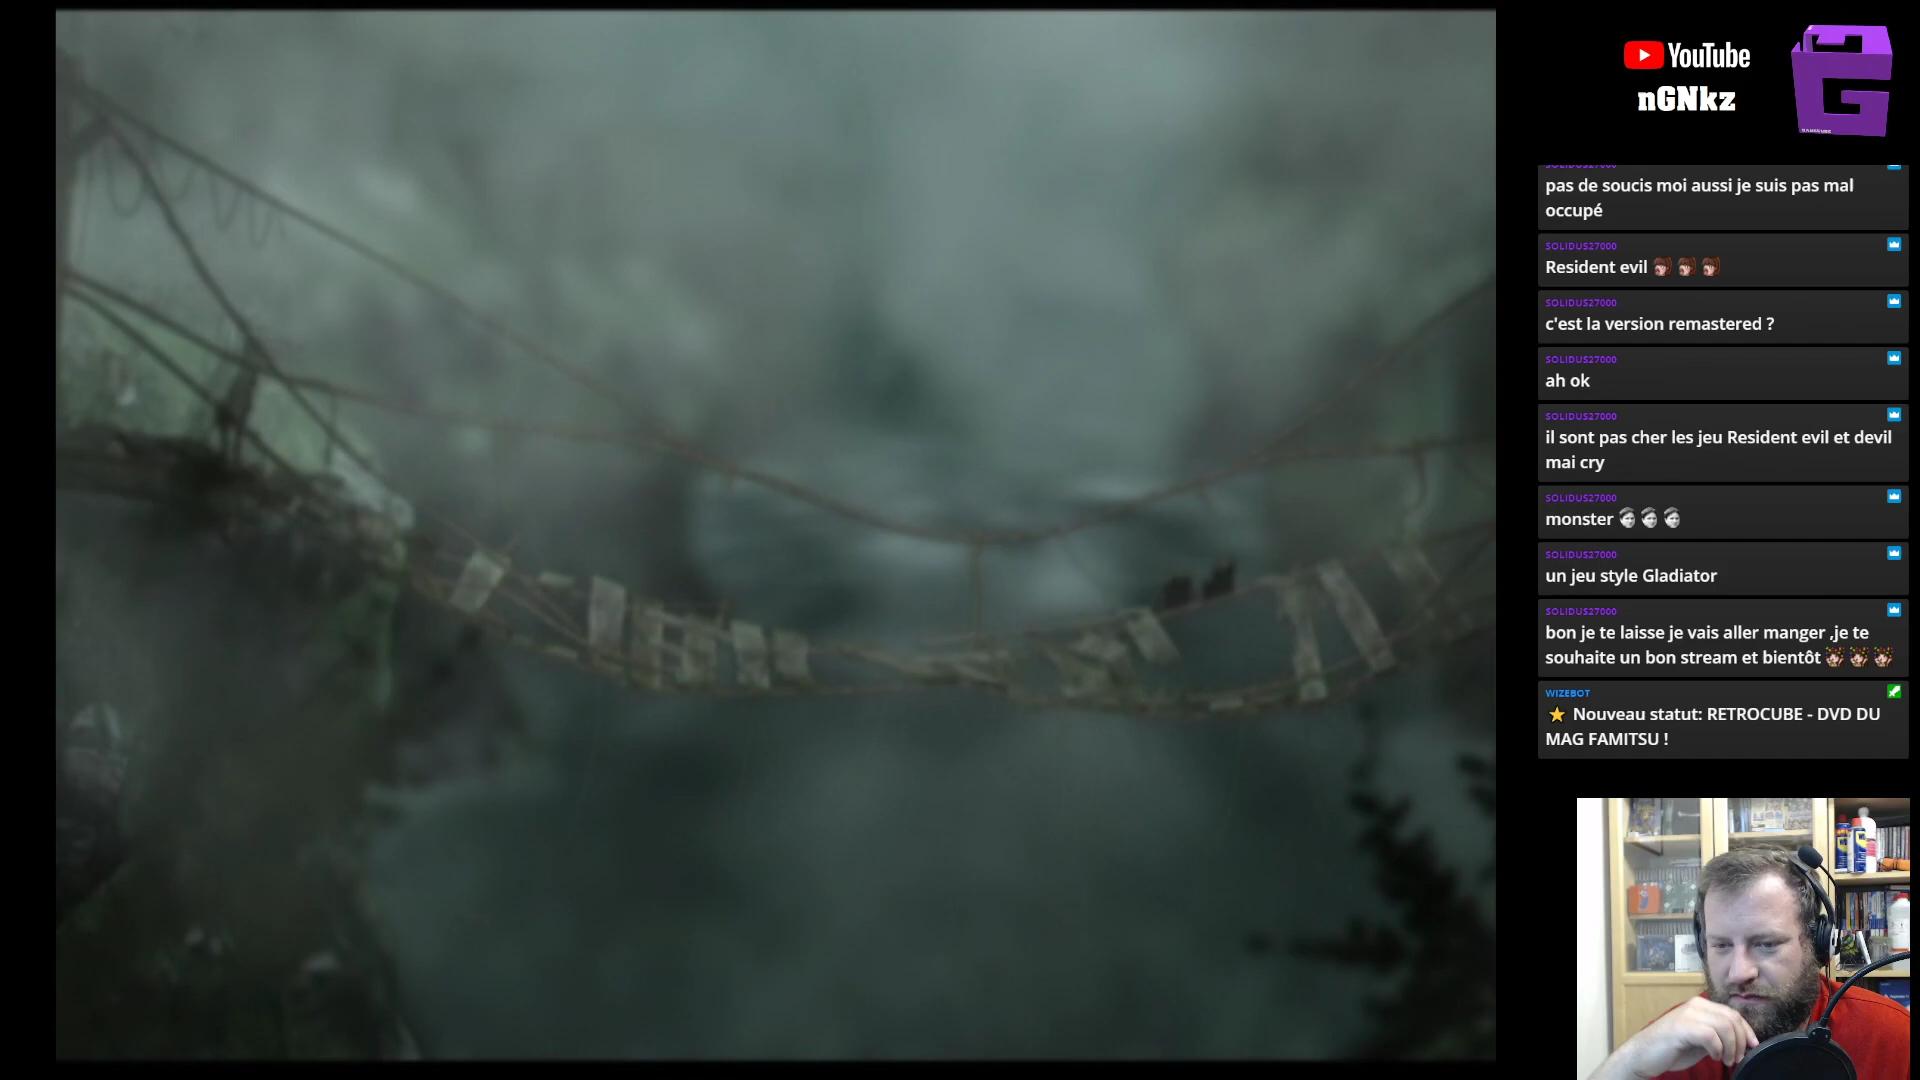 YouTube
nGNkz
SOLIDUS27000
pas de soucis moi aussi je suis pas mal
occupé
SOLIDUS27000
Resident evil
SOLIDUS27000
c'est la version remastered ?
SOLIDUS27000
ah ok
SOLIDUS27000
il sont pas cher les jeu Resident evil et devil
mai cry
SOLIDUS27000
monster
SOLIDUS27000
un jeu style Gladiator
SOLIDUS27000
bon je te laisse je vais aller manger ,je te
souhaite un bon stream et bientôt
WIZEBOT
Nouveau statut: RETROCUBE - DVD DU
MAG FAMITSU !